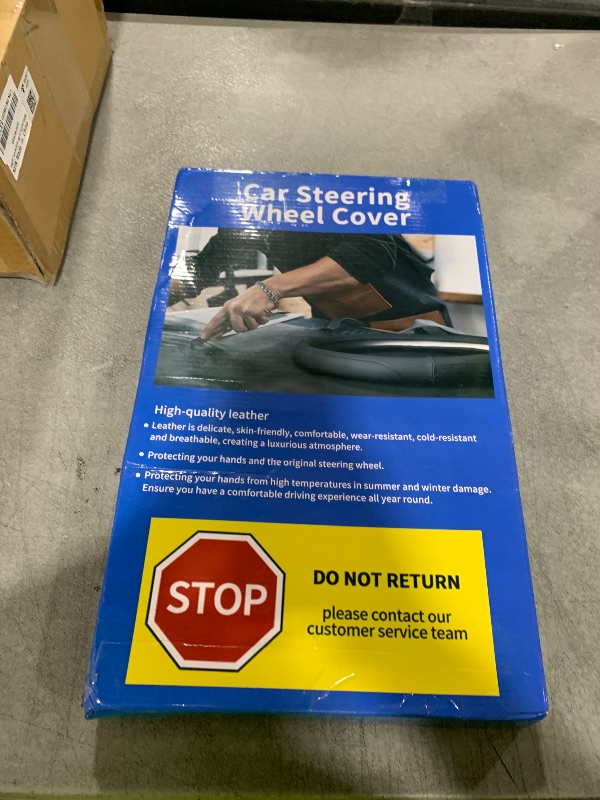 Car Steering
Wheel Cover
High-quality leather
• Leather is delicate, skin-friendly, comfortable, wear-resistant, cold-resistant
and breathable, creating a luxurious atmosphere.
• Protecting your hands and the original steering wheel.
• Protecting your hands from high temperatures in summer and winter damage.
Ensure you have a comfortable driving experience all year round.
STOP
DO NOT RETURN
please contact our
customer service team